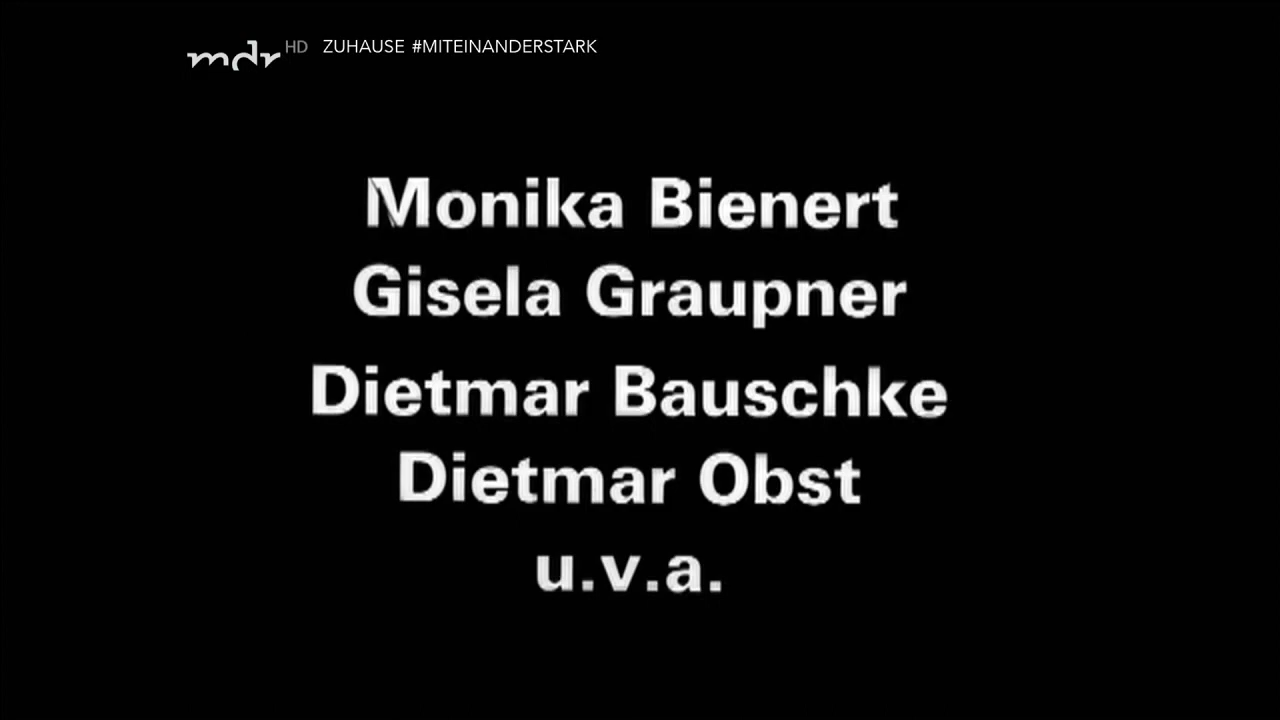 mdr HD ZUHAUSE #MITEINANDERSTARK
Monika Bienert
Gisela Graupner
Dietmar Bauschke
Dietmar Obst
u.v.a.